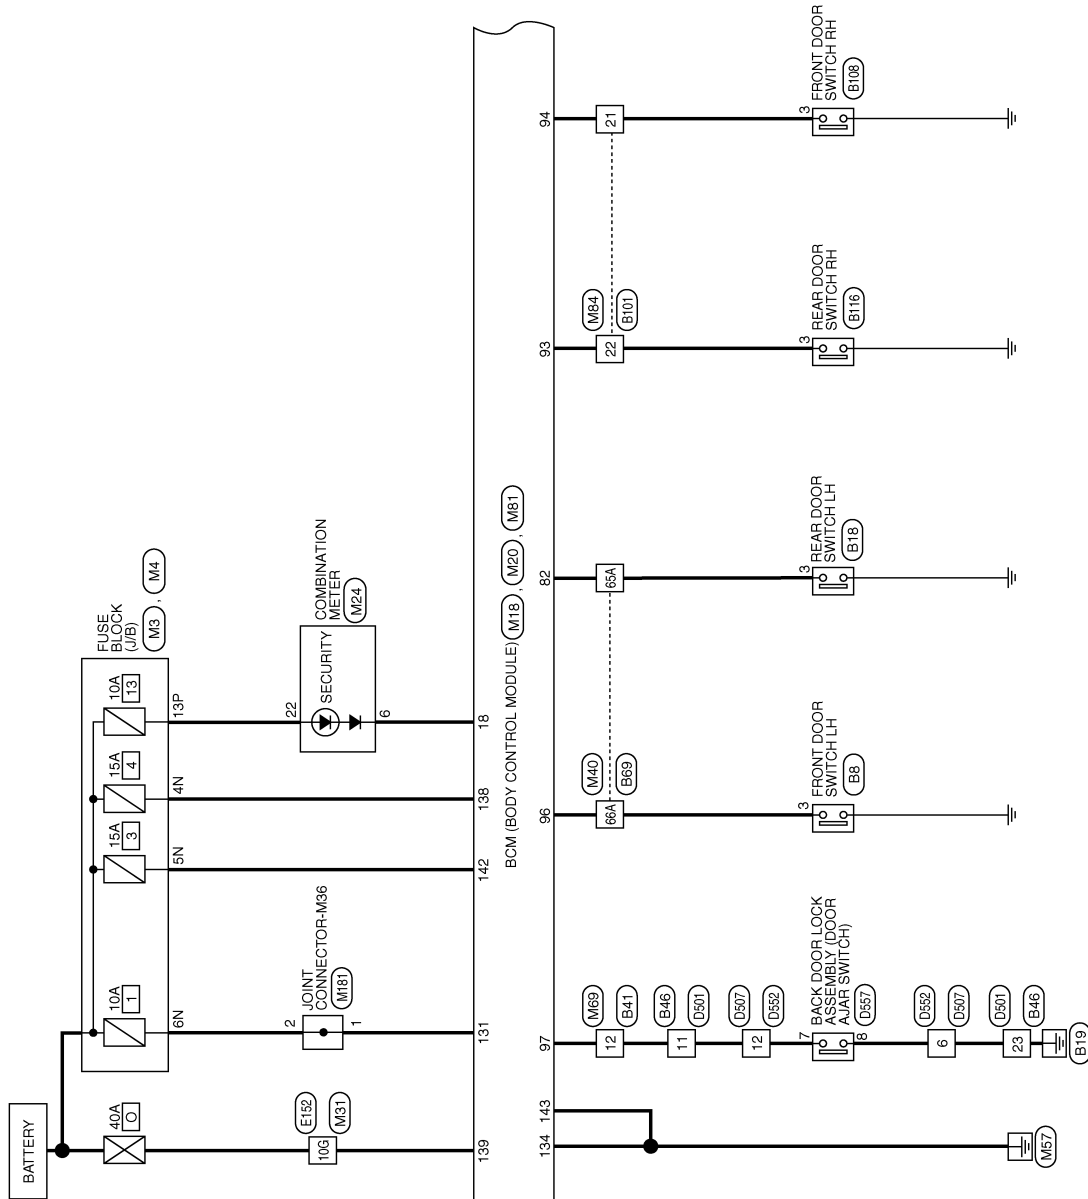 BATTERY
40A
O
E152
M31
10G
139
FUSE
BLOCK
(J/B)
M3 , M4
10A
1
6N
JOINT
CONNECTOR-M36
M181
2
1
131
15A
3
5N
142
15A
4
4N
138
10A
13
13P
COMBINATION
METER
M24
22
SECURITY
6
18
BCM (BODY CONTROL MODULE) M18 , M20 , M81
134
143
M57
97
M69
B41
12
B46
D501
11
D507
D552
12
BACK DOOR LOCK
ASSEMBLY (DOOR
AJAR SWITCH)
D557
7
8
D552
D507
6
D501
B46
23
B19
96
M40
B69
66A
FRONT DOOR
SWITCH LH
B8
3
82
65A
REAR DOOR
SWITCH LH
B18
3
93
M84
B101
22
REAR DOOR
SWITCH RH
B116
3
94
21
FRONT DOOR
SWITCH RH
B108
3